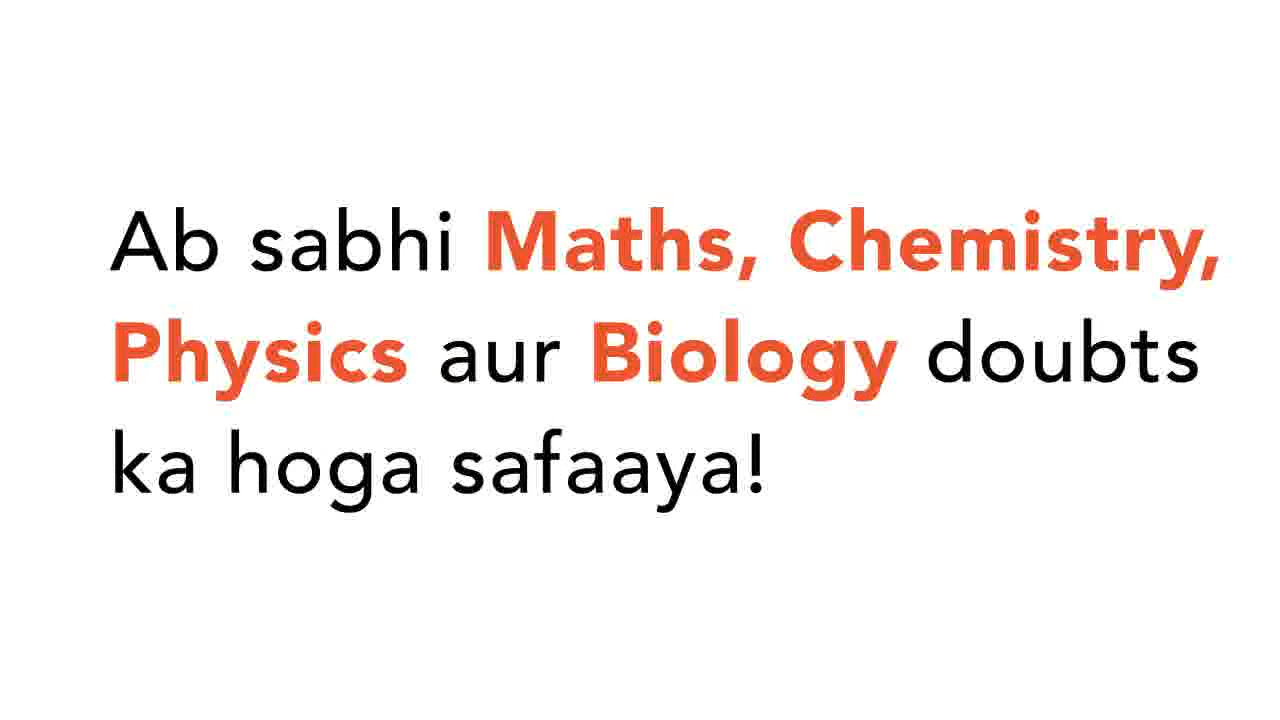 Ab sabhi Maths, Chemistry,
Physics aur Biology doubts
ka hoga safaaya!